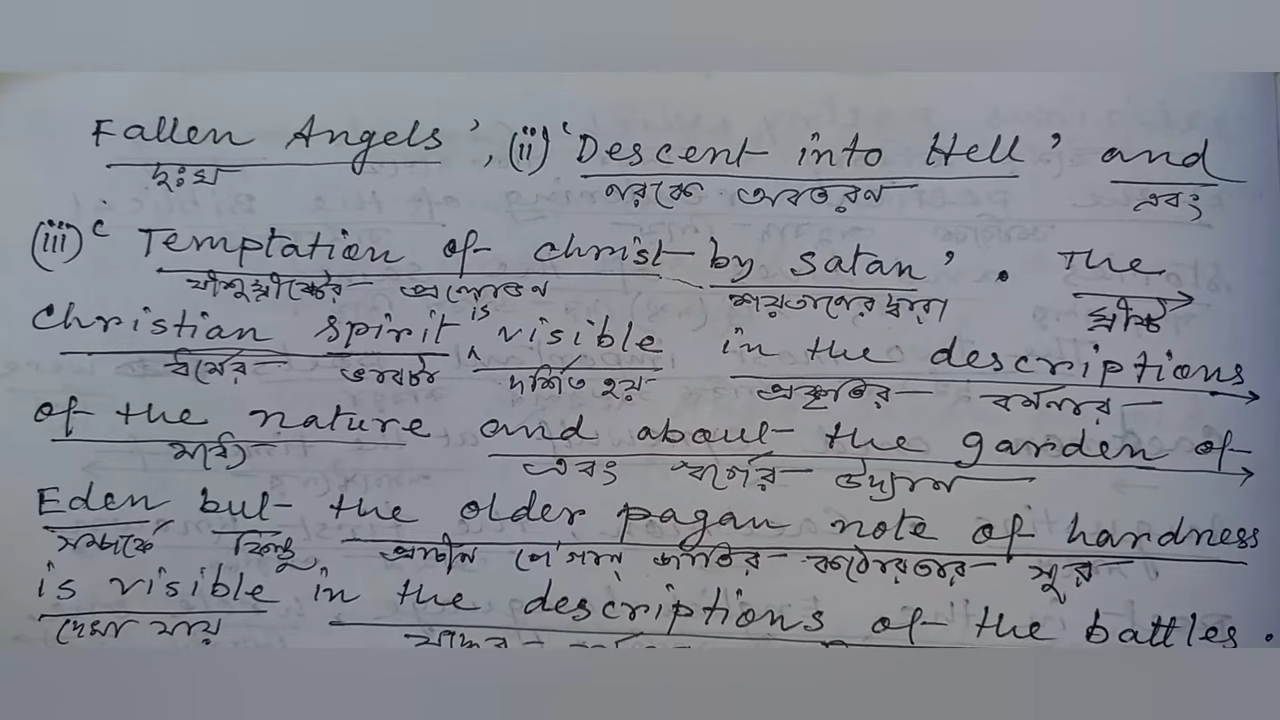 Fallen Angels', (ii) 'Descent into Hell' and
দুঃখ নরকে অবতরণ এবং
(iii) 'Temptation of Christ by Satan'. The
যীশুখ্রীষ্টের প্রলোভন শয়তানের দ্বারা খ্রীষ্ট
Christian spirit is visible in the descriptions
ধর্মের দর্শিত হয় প্রকৃতির বর্ণনার
of the nature and about the garden of
মধ্যে এবং স্বর্গের উদ্যান
Eden but the older pagan note of hardness
সম্পর্কে কিন্তু প্রাচীন পেগান জাতির কঠোরতার সুর
is visible in the descriptions of the battles.
দেখা যায়